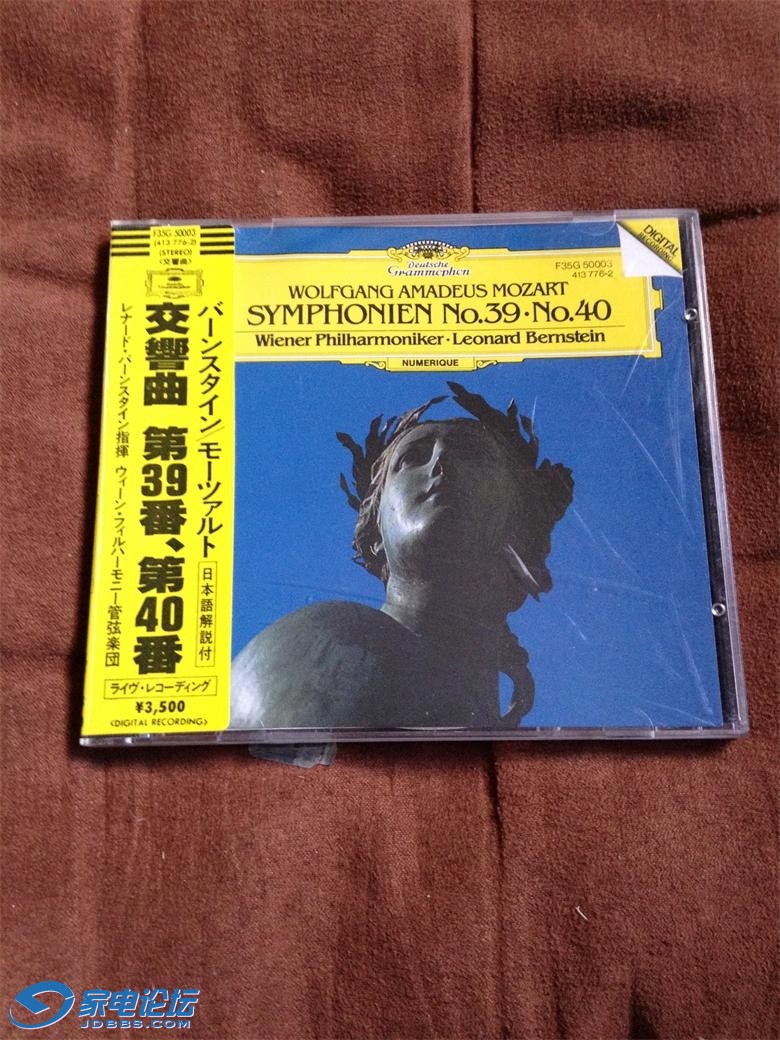 F35G 50003
(413 776-2)
(STEREO)
<交響曲>
バーンスタイン/モーツァルト
日本語解説付
交響曲 第39番、第40番
レナード・バーンスタイン指揮 ウィーン・フィルハーモニー管弦楽団
ライヴ・レコーディング
¥3,500
<DIGITAL RECORDING>
Deutsche
Grammophon
F35G 50003
413 776-2
DIGITAL
RECORDING
WOLFGANG AMADEUS MOZART
SYMPHONIEN No.39·No.40
Wiener Philharmoniker·Leonard Bernstein
NUMERIQUE
家电论坛
JDBBS.COM